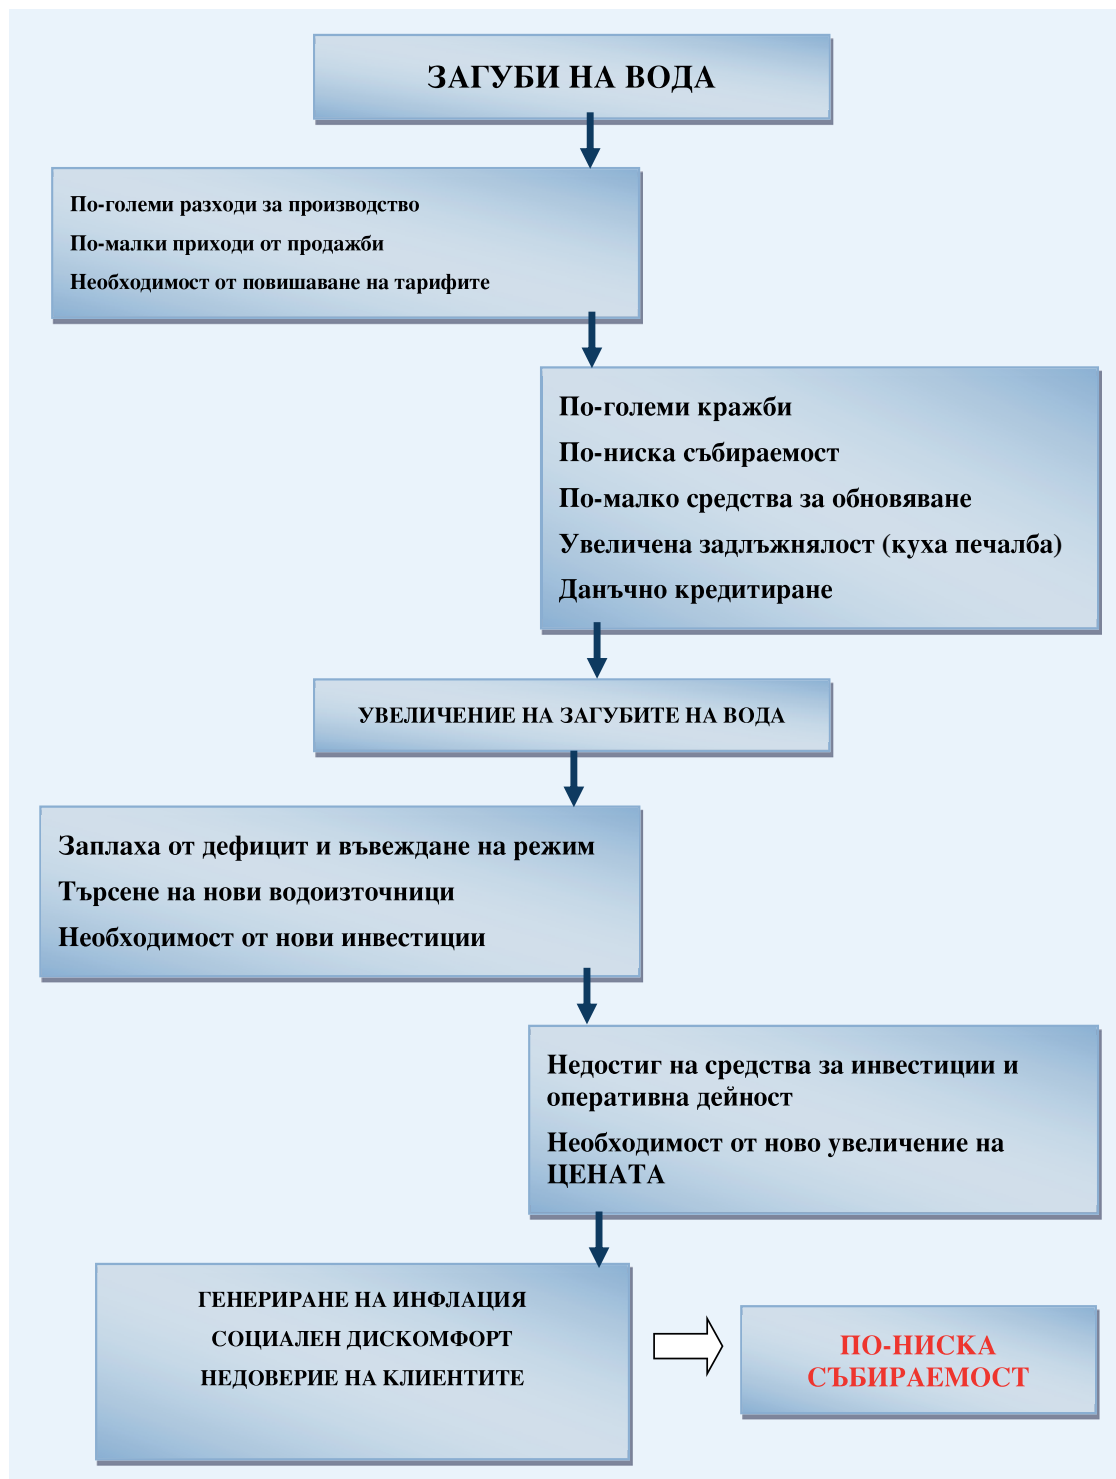 ЗАГУБИ НА ВОДА
По-големи разходи за производство
По-малки приходи от продажби
Необходимост от повишаване на тарифите
По-големи кражби
По-ниска събираемост
По-малко средства за обновяване
Увеличена задлъжнялост (куха печалба)
Данъчно кредитиране
УВЕЛИЧЕНИЕ НА ЗАГУБИТЕ НА ВОДА
Заплаха от дефицит и въвеждане на режим
Търсене на нови водоизточници
Необходимост от нови инвестиции
Недостиг на средства за инвестиции и
оперативна дейност
Необходимост от ново увеличение на
ЦЕНАТА
ГЕНЕРИРАНЕ НА ИНФЛАЦИЯ
СОЦИАЛЕН ДИСКОМФОРТ
НЕДОВЕРИЕ НА КЛИЕНТИТЕ
ПО-НИСКА
СЪБИРАЕМОСТ